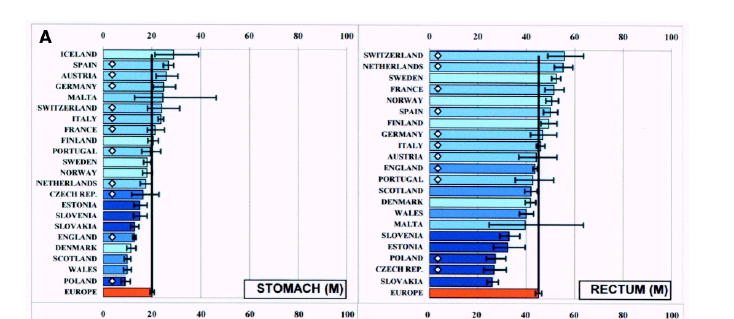 A
0 20 40 60 80 100
ICELAND
SPAIN
AUSTRIA
GERMANY
MALTA
SWITZERLAND
ITALY
FRANCE
FINLAND
PORTUGAL
SWEDEN
NORWAY
NETHERLANDS
CZECH REP.
ESTONIA
SLOVENIA
SLOVAKIA
ENGLAND
DENMARK
SCOTLAND
WALES
POLAND
EUROPE
STOMACH (M)
0 20 40 60 80 100
0 20 40 60 80 100
SWITZERLAND
NETHERLANDS
SWEDEN
FRANCE
NORWAY
SPAIN
FINLAND
GERMANY
ITALY
AUSTRIA
ENGLAND
PORTUGAL
SCOTLAND
DENMARK
WALES
MALTA
SLOVENIA
ESTONIA
POLAND
CZECH REP.
SLOVAKIA
EUROPE
RECTUM (M)
0 20 40 60 80 100